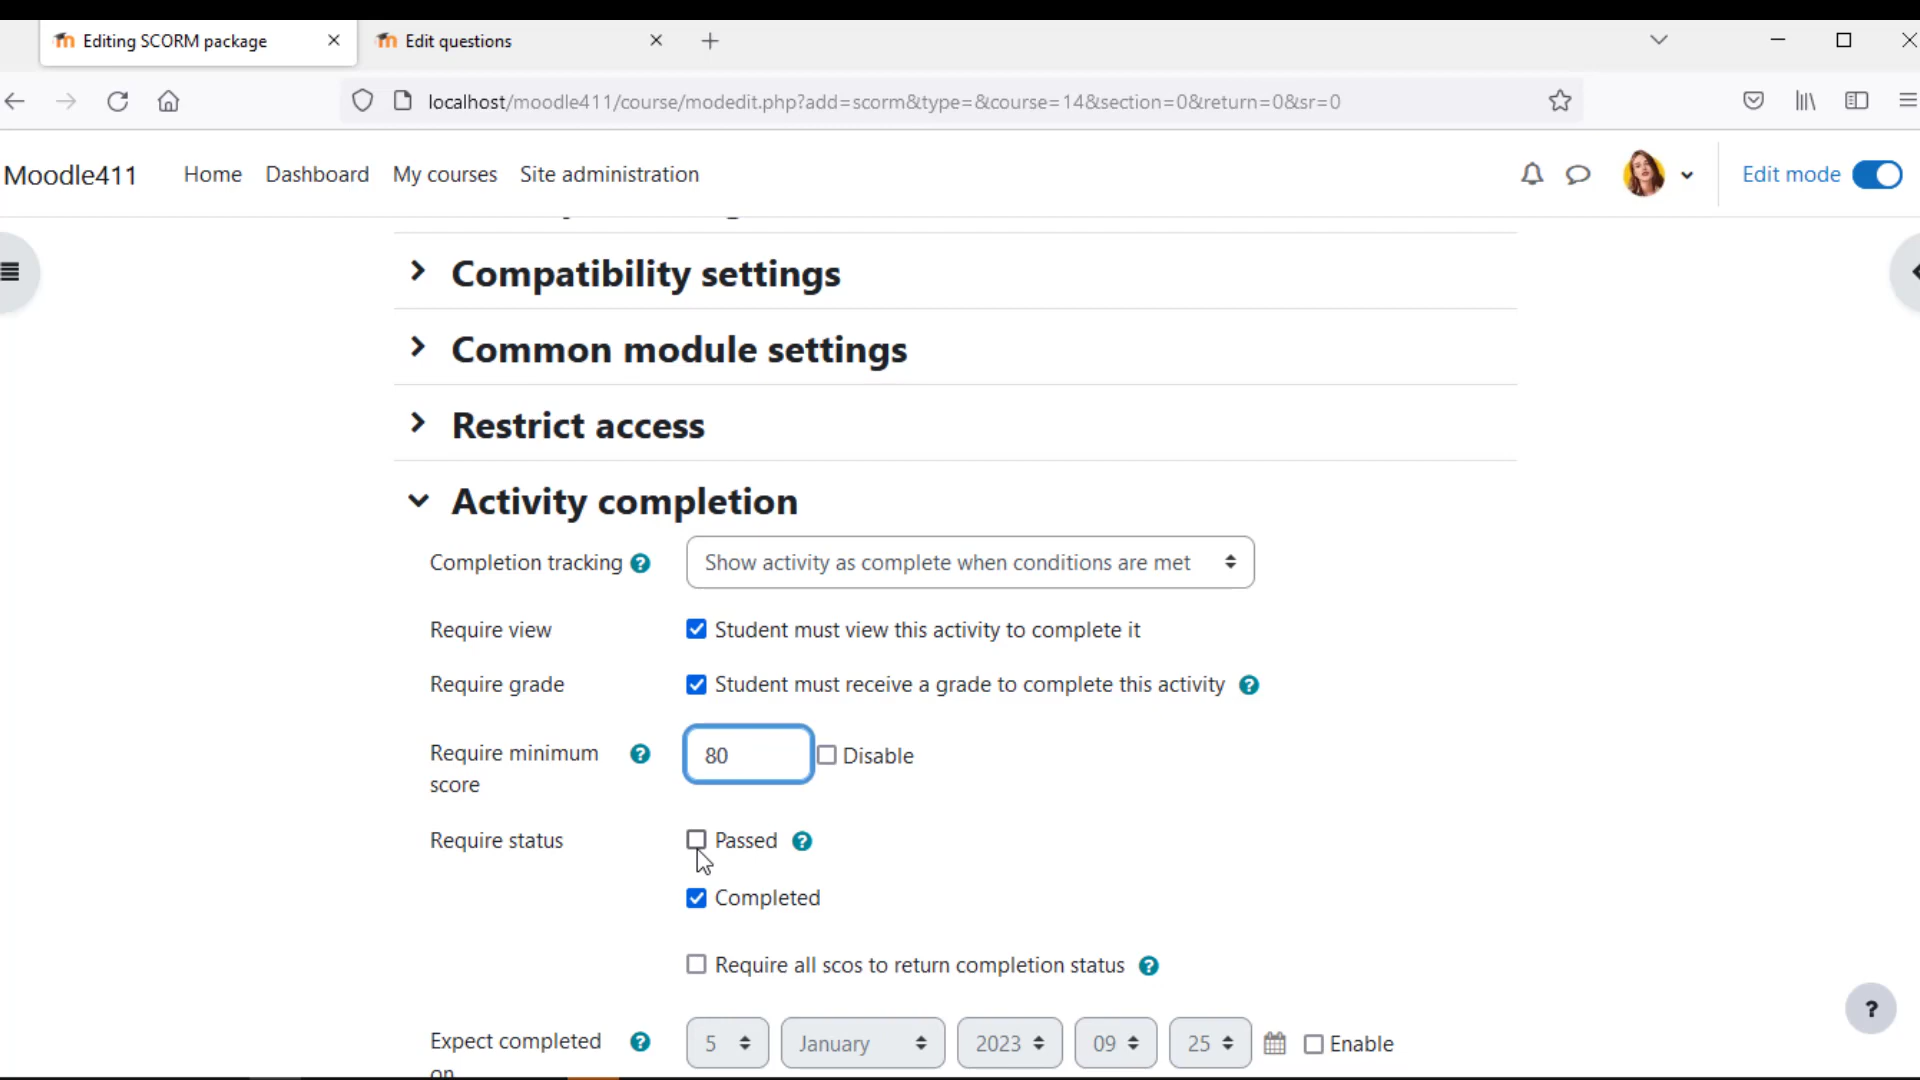 Editing SCORM package
Edit questions
localhost/moodle411/course/modedit.php?add=scorm&type=&course=14&section=0&return=0&sr=0
Moodle411 Home Dashboard My courses Site administration Edit mode
Compatibility settings
Common module settings
Restrict access
Activity completion
Completion tracking ? Show activity as complete when conditions are met
Require view Student must view this activity to complete it
Require grade Student must receive a grade to complete this activity ?
Require minimum score ? 80 Disable
Require status Passed ?
Completed
Require all scos to return completion status ?
Expect completed on ? 5 January 2023 09 25 Enable
?